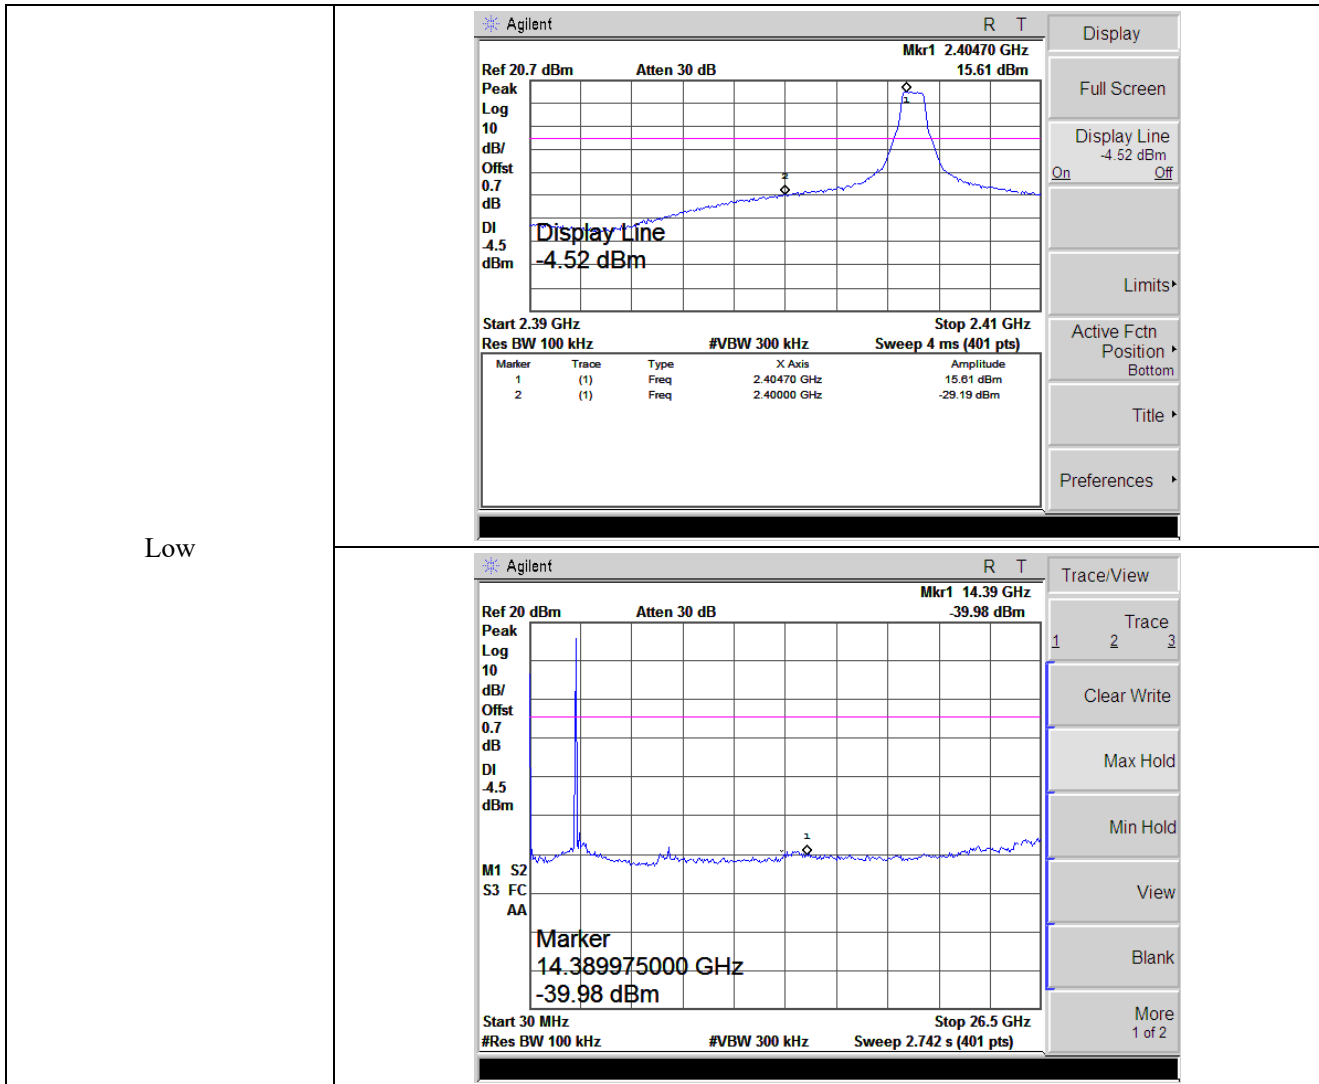 Low
Agilent
R T
Mkr1 2.40470 GHz
Ref 20.7 dBm Atten 30 dB 15.61 dBm
Peak
Log
10
dB/
Offst
0.7
dB
DI
-4.5
dBm
1
2
Display Line
-4.52 dBm
Start 2.39 GHz Stop 2.41 GHz
Res BW 100 kHz #VBW 300 kHz Sweep 4 ms (401 pts)
Marker Trace Type X Axis Amplitude
1 (1) Freq 2.40470 GHz 15.61 dBm
2 (1) Freq 2.40000 GHz -29.19 dBm
Display
Full Screen
Display Line
-4.52 dBm
On Off
Limits
Active Fctn
Position
Bottom
Title
Preferences
Agilent
R T
Mkr1 14.39 GHz
Ref 20 dBm Atten 30 dB -39.98 dBm
Peak
Log
10
dB/
Offst
0.7
dB
DI
-4.5
dBm
1
M1 S2
S3 FC
AA
Marker
14.389975000 GHz
-39.98 dBm
Start 30 MHz Stop 26.5 GHz
#Res BW 100 kHz #VBW 300 kHz Sweep 2.742 s (401 pts)
Trace/View
Trace
1 2 3
Clear Write
Max Hold
Min Hold
View
Blank
More
1 of 2